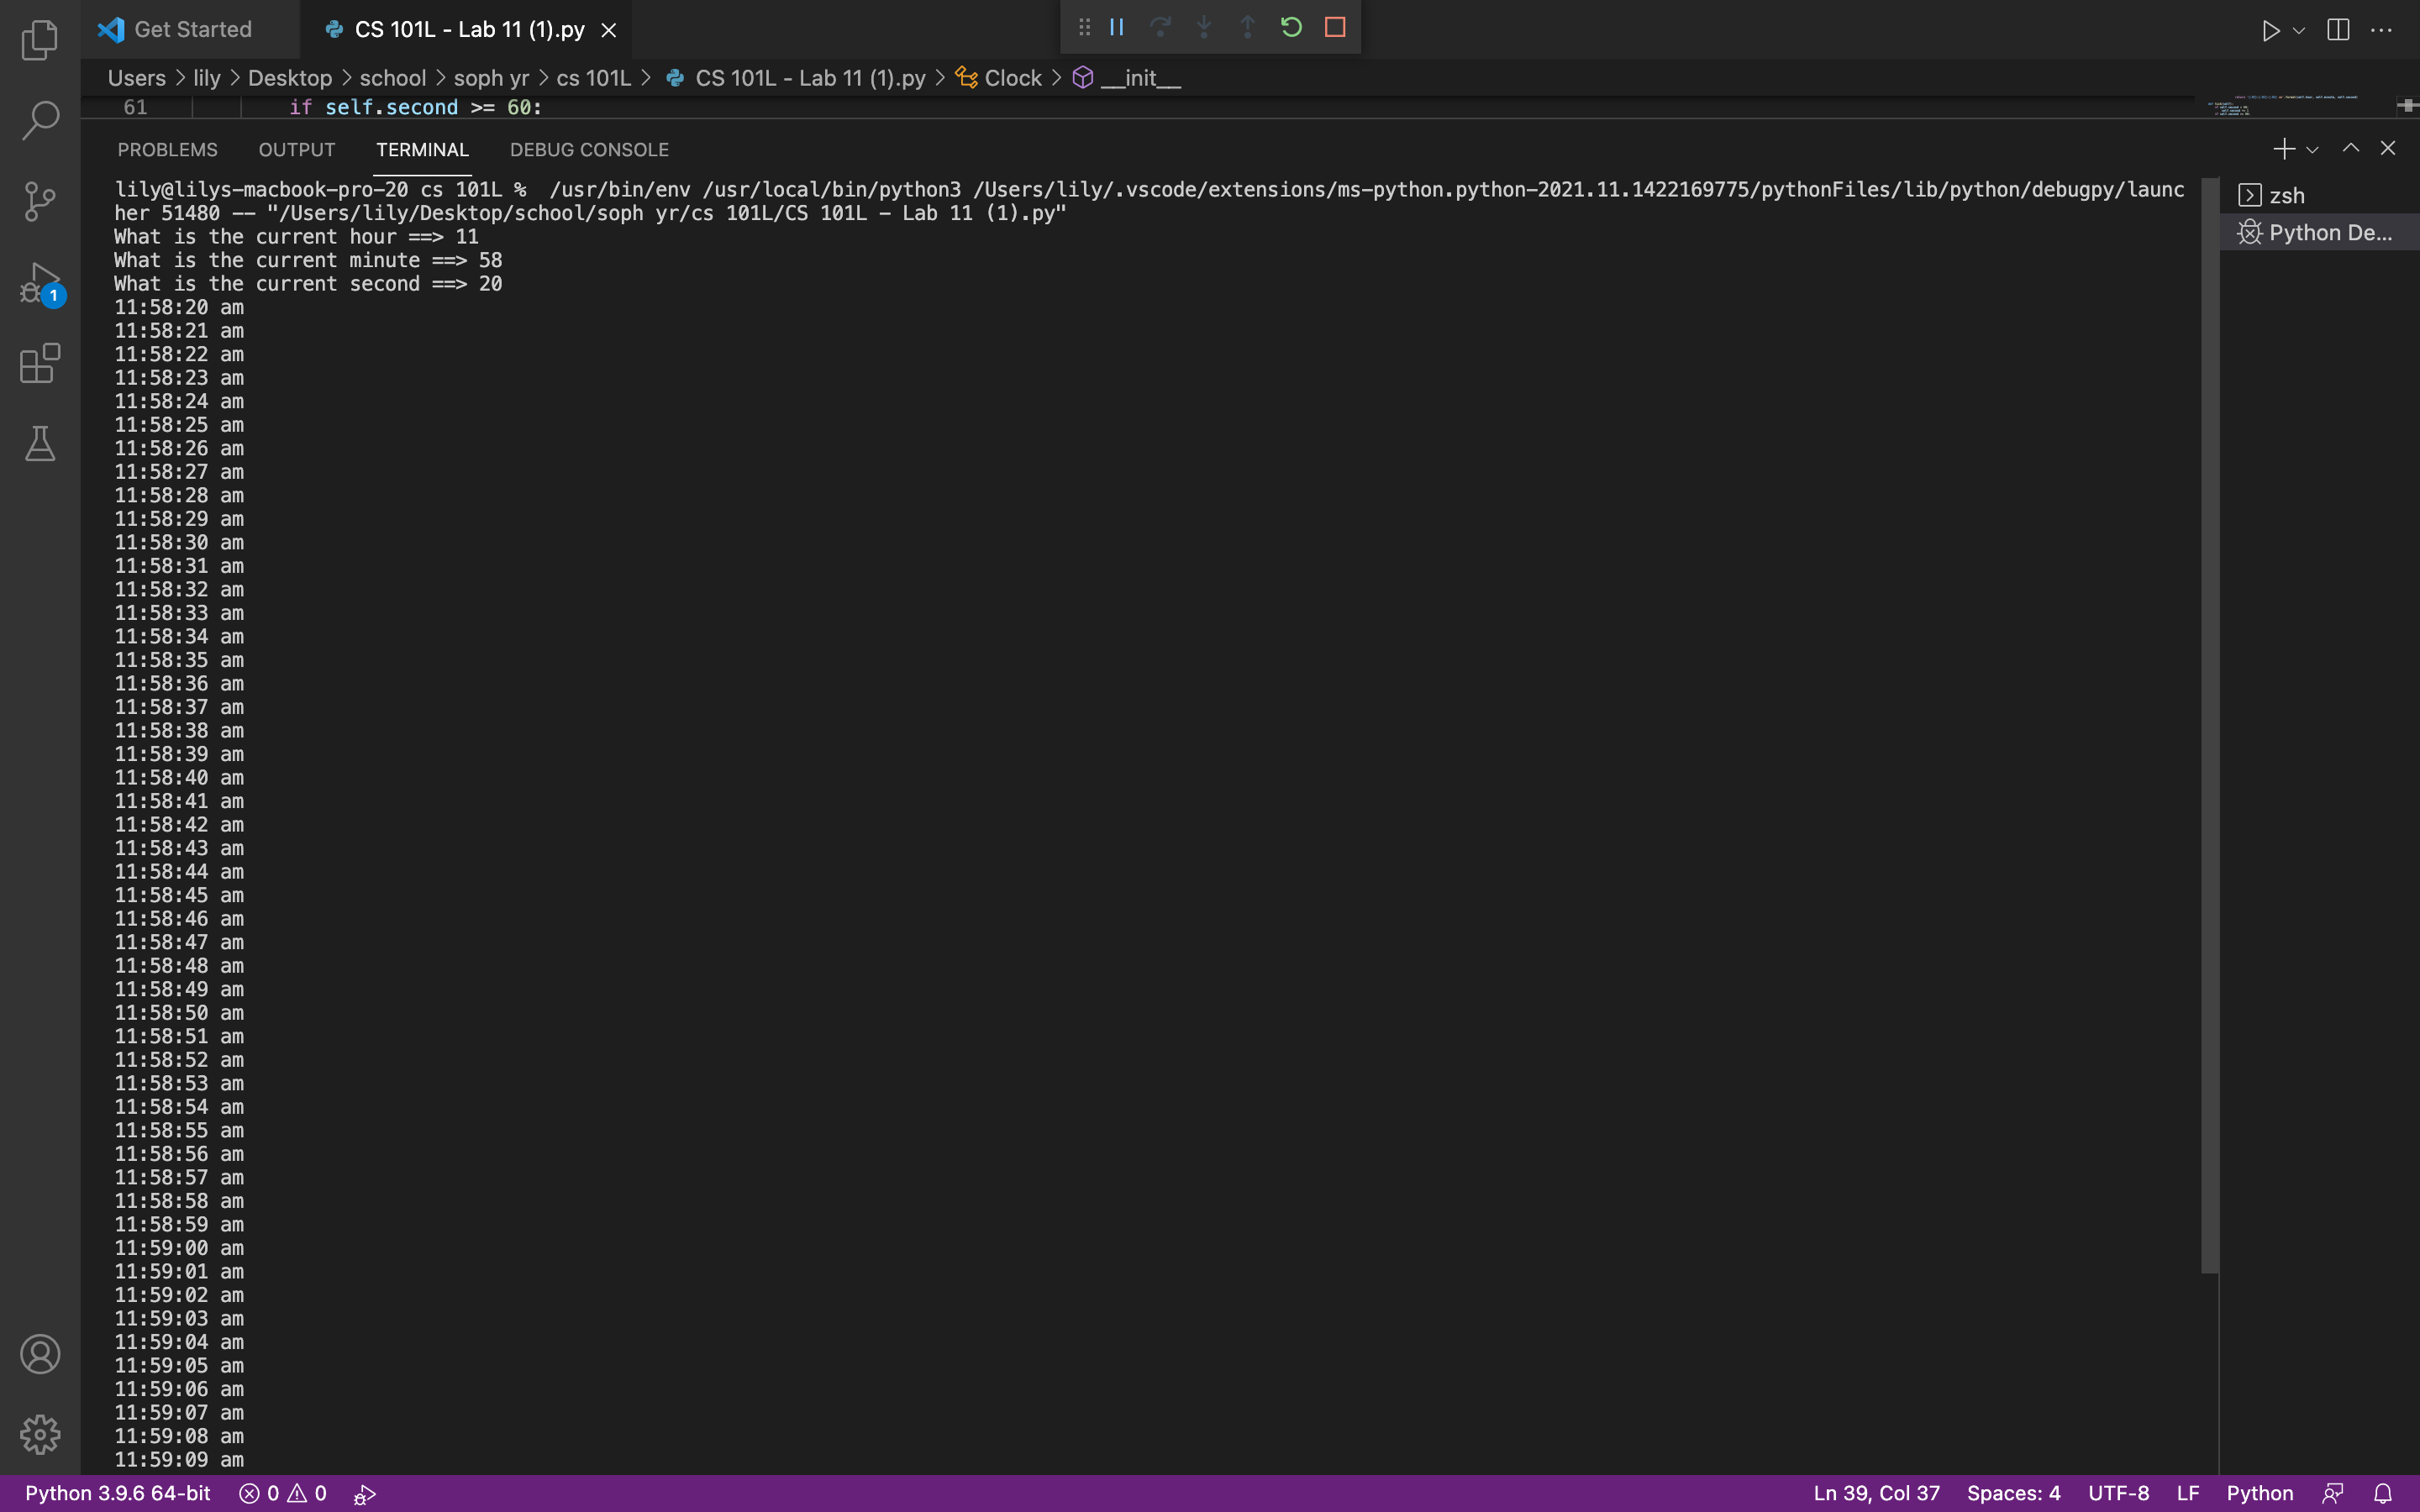 Get Started
CS 101L - Lab 11 (1).py
Users > lily > Desktop > school > soph yr > cs 101L > CS 101L - Lab 11 (1).py > Clock > __init__
61 if self.second >= 60:
PROBLEMS OUTPUT TERMINAL DEBUG CONSOLE
lily@lilys-macbook-pro-20 cs 101L %  /usr/bin/env /usr/local/bin/python3 /Users/lily/.vscode/extensions/ms-python.python-2021.11.1422169775/pythonFiles/lib/python/debugpy/launc
her 51480 -- "/Users/lily/Desktop/school/soph yr/cs 101L/CS 101L - Lab 11 (1).py"
What is the current hour ==> 11
What is the current minute ==> 58
What is the current second ==> 20
11:58:20 am
11:58:21 am
11:58:22 am
11:58:23 am
11:58:24 am
11:58:25 am
11:58:26 am
11:58:27 am
11:58:28 am
11:58:29 am
11:58:30 am
11:58:31 am
11:58:32 am
11:58:33 am
11:58:34 am
11:58:35 am
11:58:36 am
11:58:37 am
11:58:38 am
11:58:39 am
11:58:40 am
11:58:41 am
11:58:42 am
11:58:43 am
11:58:44 am
11:58:45 am
11:58:46 am
11:58:47 am
11:58:48 am
11:58:49 am
11:58:50 am
11:58:51 am
11:58:52 am
11:58:53 am
11:58:54 am
11:58:55 am
11:58:56 am
11:58:57 am
11:58:58 am
11:58:59 am
11:59:00 am
11:59:01 am
11:59:02 am
11:59:03 am
11:59:04 am
11:59:05 am
11:59:06 am
11:59:07 am
11:59:08 am
11:59:09 am
zsh
Python De...
1
Python 3.9.6 64-bit 0 0 Ln 39, Col 37 Spaces: 4 UTF-8 LF Python